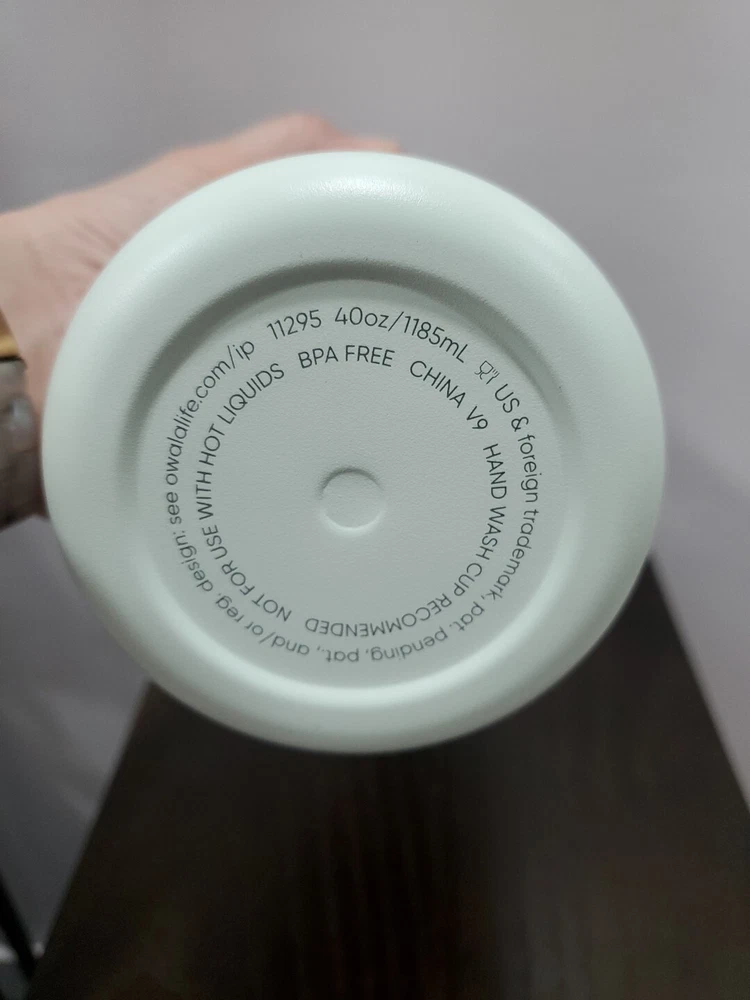 11295 40oz/1185mL US & foreign trademark, pat. pending, pat., and/or reg. design: see owalalife.com/ip
BPA FREE CHINA V9 HAND WASH CUP RECOMMENDED NOT FOR USE WITH HOT LIQUIDS